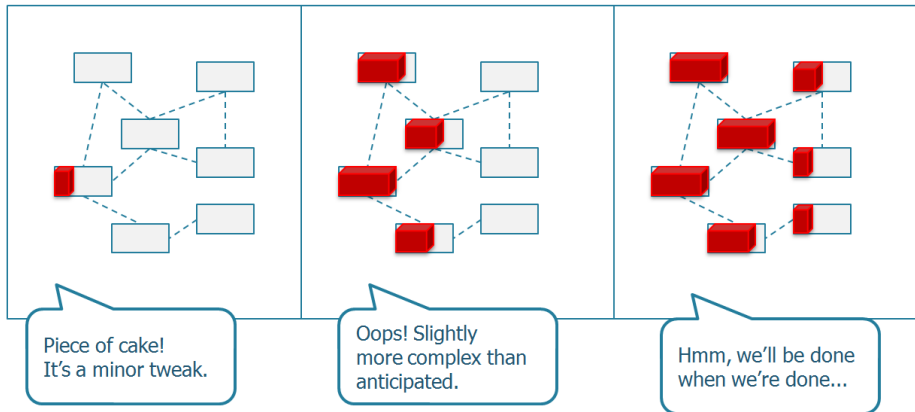 Piece of cake!
It's a minor tweak.
Oops! Slightly
more complex than
anticipated.
Hmm, we'll be done
when we're done...